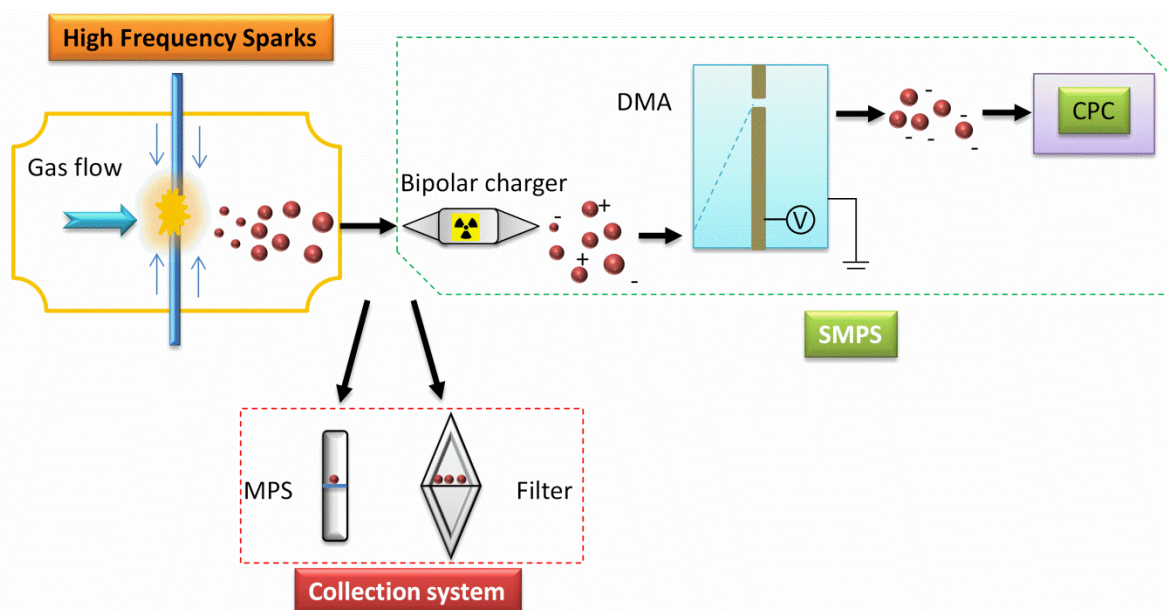 High Frequency Sparks
Gas flow
Bipolar charger
-
+
+
-
DMA
V
-
-
-
-
-
-
CPC
SMPS
MPS
Filter
Collection system